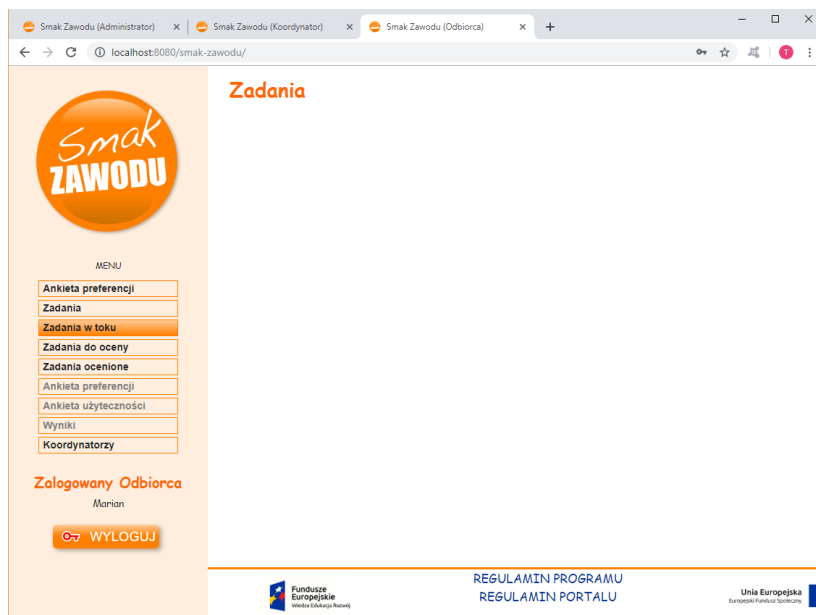 Smak Zawodu (Administrator)
Smak Zawodu (Koordynator)
Smak Zawodu (Odbiorca)
localhost:8080/smak-zawodu/
T
Smak
ZAWODU
Zadania
MENU
Ankieta preferencji
Zadania
Zadania w toku
Zadania do oceny
Zadania ocenione
Ankieta preferencji
Ankieta użyteczności
Wyniki
Koordynatorzy
Zalogowany Odbiorca
Marian
WYLOGUJ
Fundusze
Europejskie
Wiedza Edukacja Rozwój
REGULAMIN PROGRAMU
REGULAMIN PORTALU
Unia Europejska
Europejski Fundusz Społeczny